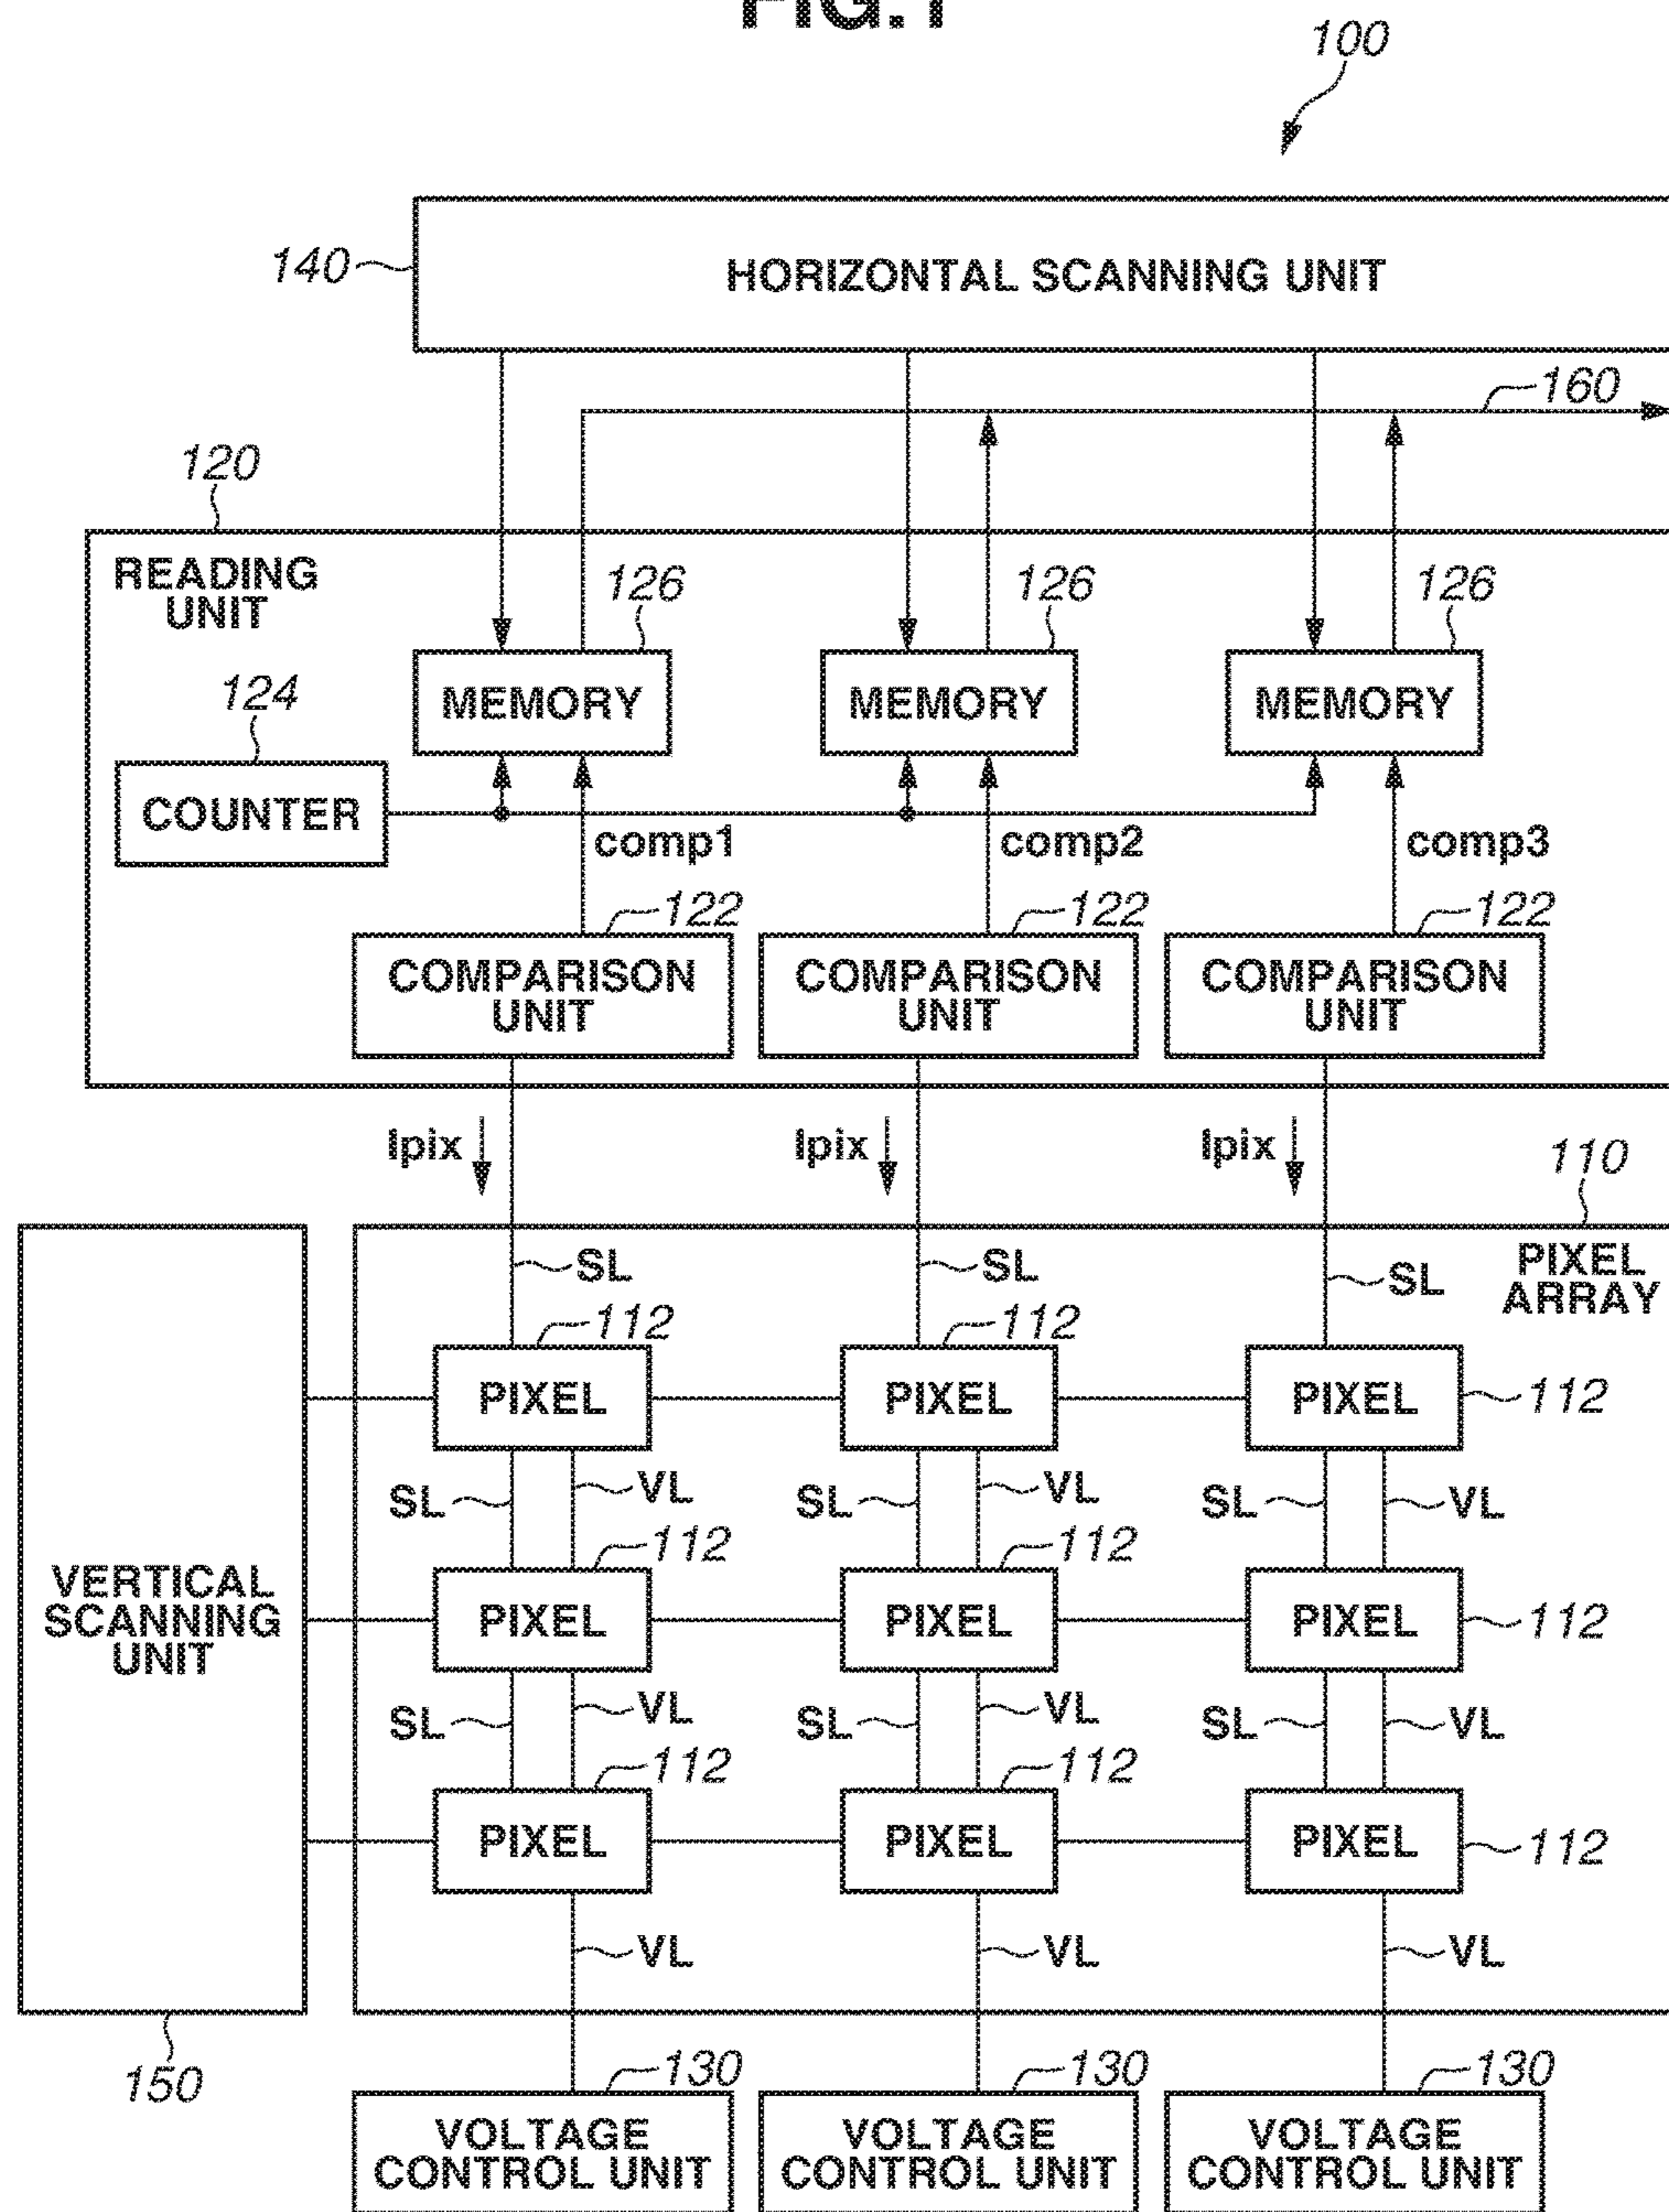 FIG.1
100
140
HORIZONTAL SCANNING UNIT
160
120
READING
UNIT
126
126
126
124
MEMORY
MEMORY
MEMORY
COUNTER
comp1
comp2
comp3
122
122
122
COMPARISON
UNIT
COMPARISON
UNIT
COMPARISON
UNIT
Ipix
Ipix
Ipix
110
PIXEL
ARRAY
SL
SL
SL
112
112
PIXEL
PIXEL
PIXEL
112
SL
VL
SL
VL
SL
VL
112
112
VERTICAL
SCANNING
UNIT
PIXEL
PIXEL
PIXEL
112
SL
VL
SL
VL
SL
VL
112
112
PIXEL
PIXEL
PIXEL
112
VL
VL
VL
150
130
130
130
VOLTAGE
CONTROL UNIT
VOLTAGE
CONTROL UNIT
VOLTAGE
CONTROL UNIT